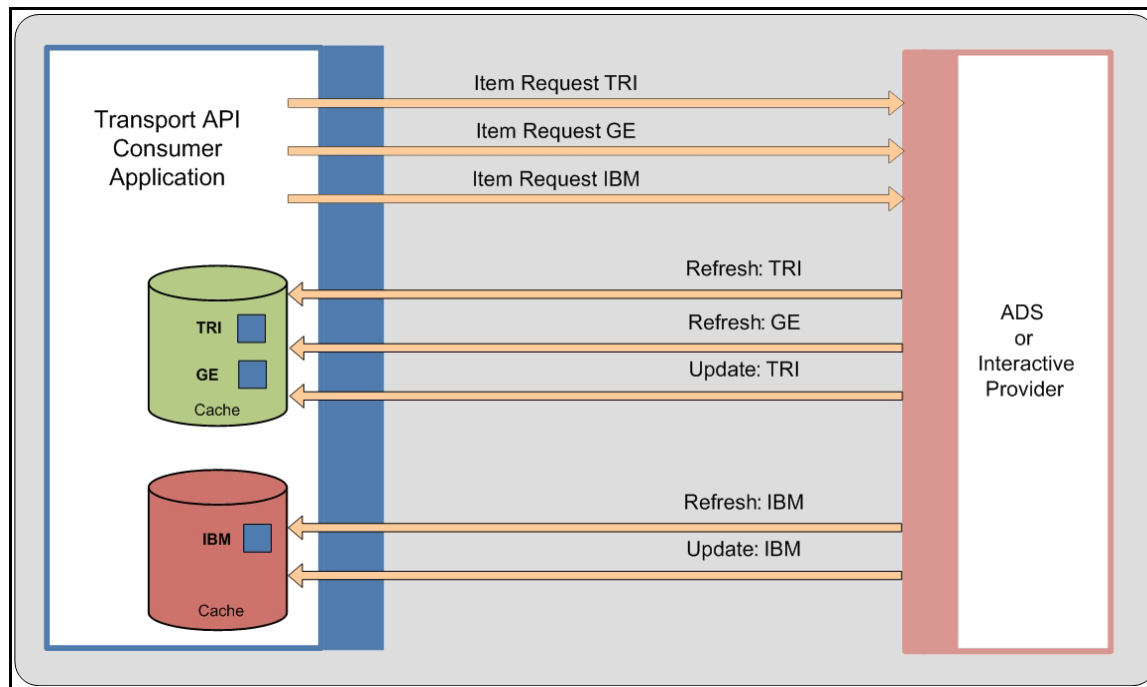 Transport API
Consumer
Application
Item Request TRI
Item Request GE
Item Request IBM
Refresh: TRI
Refresh: GE
Update: TRI
TRI
GE
Cache
Refresh: IBM
Update: IBM
IBM
Cache
ADS
or
Interactive
Provider